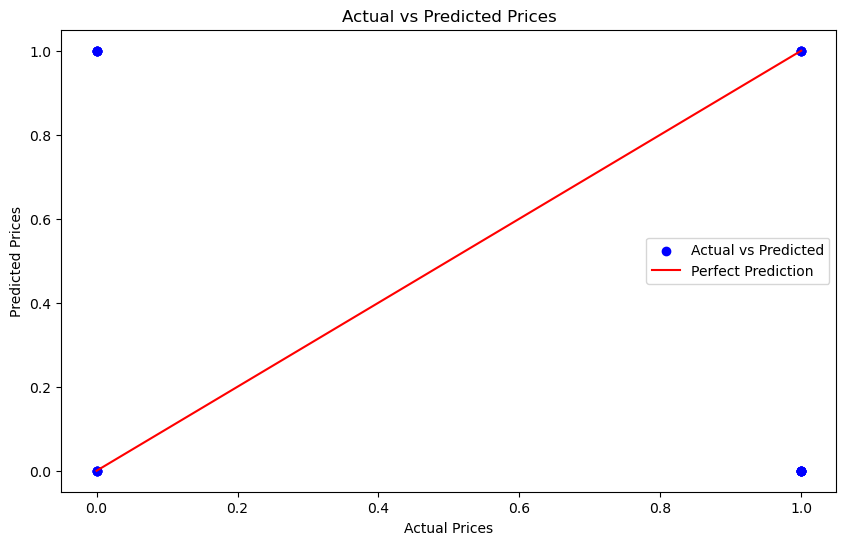 Actual vs Predicted Prices
1.0
0.8
0.6
0.4
0.2
0.0
Predicted Prices
Actual vs Predicted
Perfect Prediction
0.0 0.2 0.4 0.6 0.8 1.0
Actual Prices